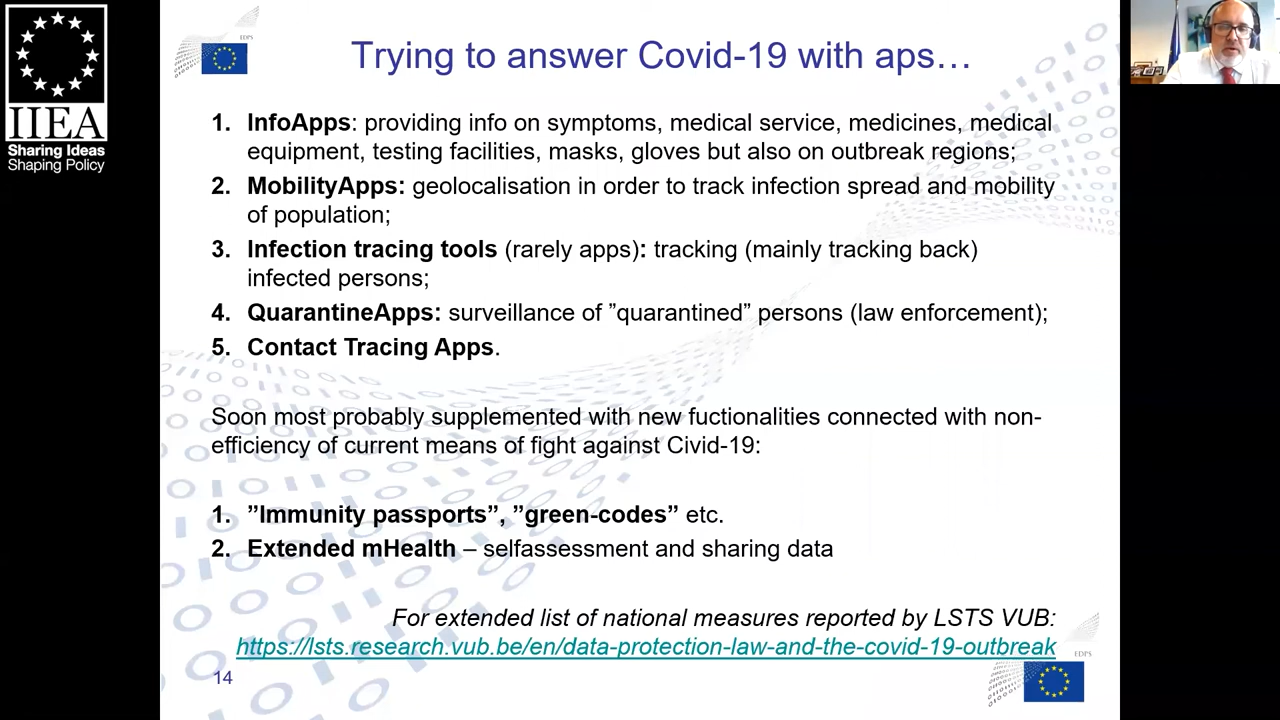 IIEA
Sharing Ideas
Shaping Policy
EDPS
Trying to answer Covid-19 with aps…
1. InfoApps: providing info on symptoms, medical service, medicines, medical
equipment, testing facilities, masks, gloves but also on outbreak regions;
2. MobilityApps: geolocalisation in order to track infection spread and mobility
of population;
3. Infection tracing tools (rarely apps): tracking (mainly tracking back)
infected persons;
4. QuarantineApps: surveillance of ”quarantined” persons (law enforcement);
5. Contact Tracing Apps.
Soon most probably supplemented with new fuctionalities connected with non-
efficiency of current means of fight against Civid-19:
1. ”Immunity passports”, ”green-codes” etc.
2. Extended mHealth – selfassessment and sharing data
For extended list of national measures reported by LSTS VUB:
https://lsts.research.vub.be/en/data-protection-law-and-the-covid-19-outbreak
14
EDPS